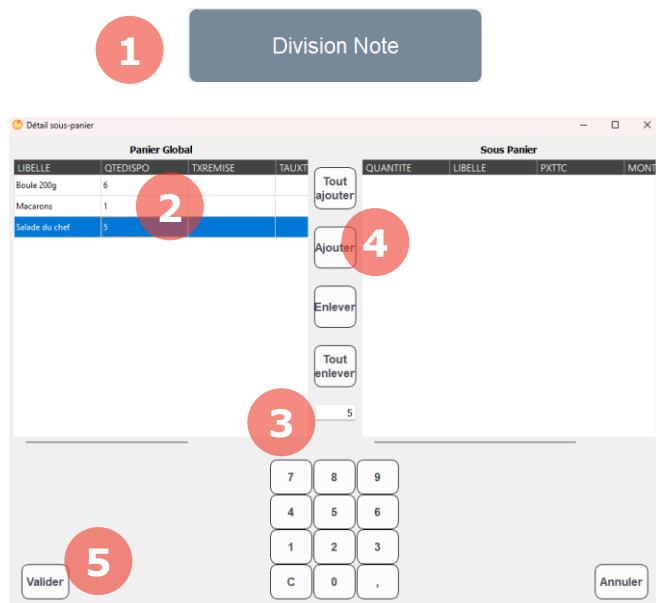 1
Division Note
Détail sous-panier
Panier Global
Sous Panier
LIBELLE QTEDISPO TXREMISE TAUXT
QUANTITE LIBELLE PXTTC MONT
Boule 200g 6
Macarons 1
Salade du chef 5
2
Tout
ajouter
Ajouter
4
Enlever
Tout
enlever
5
3
7 8 9
4 5 6
1 2 3
C 0 ,
Valider
5
Annuler